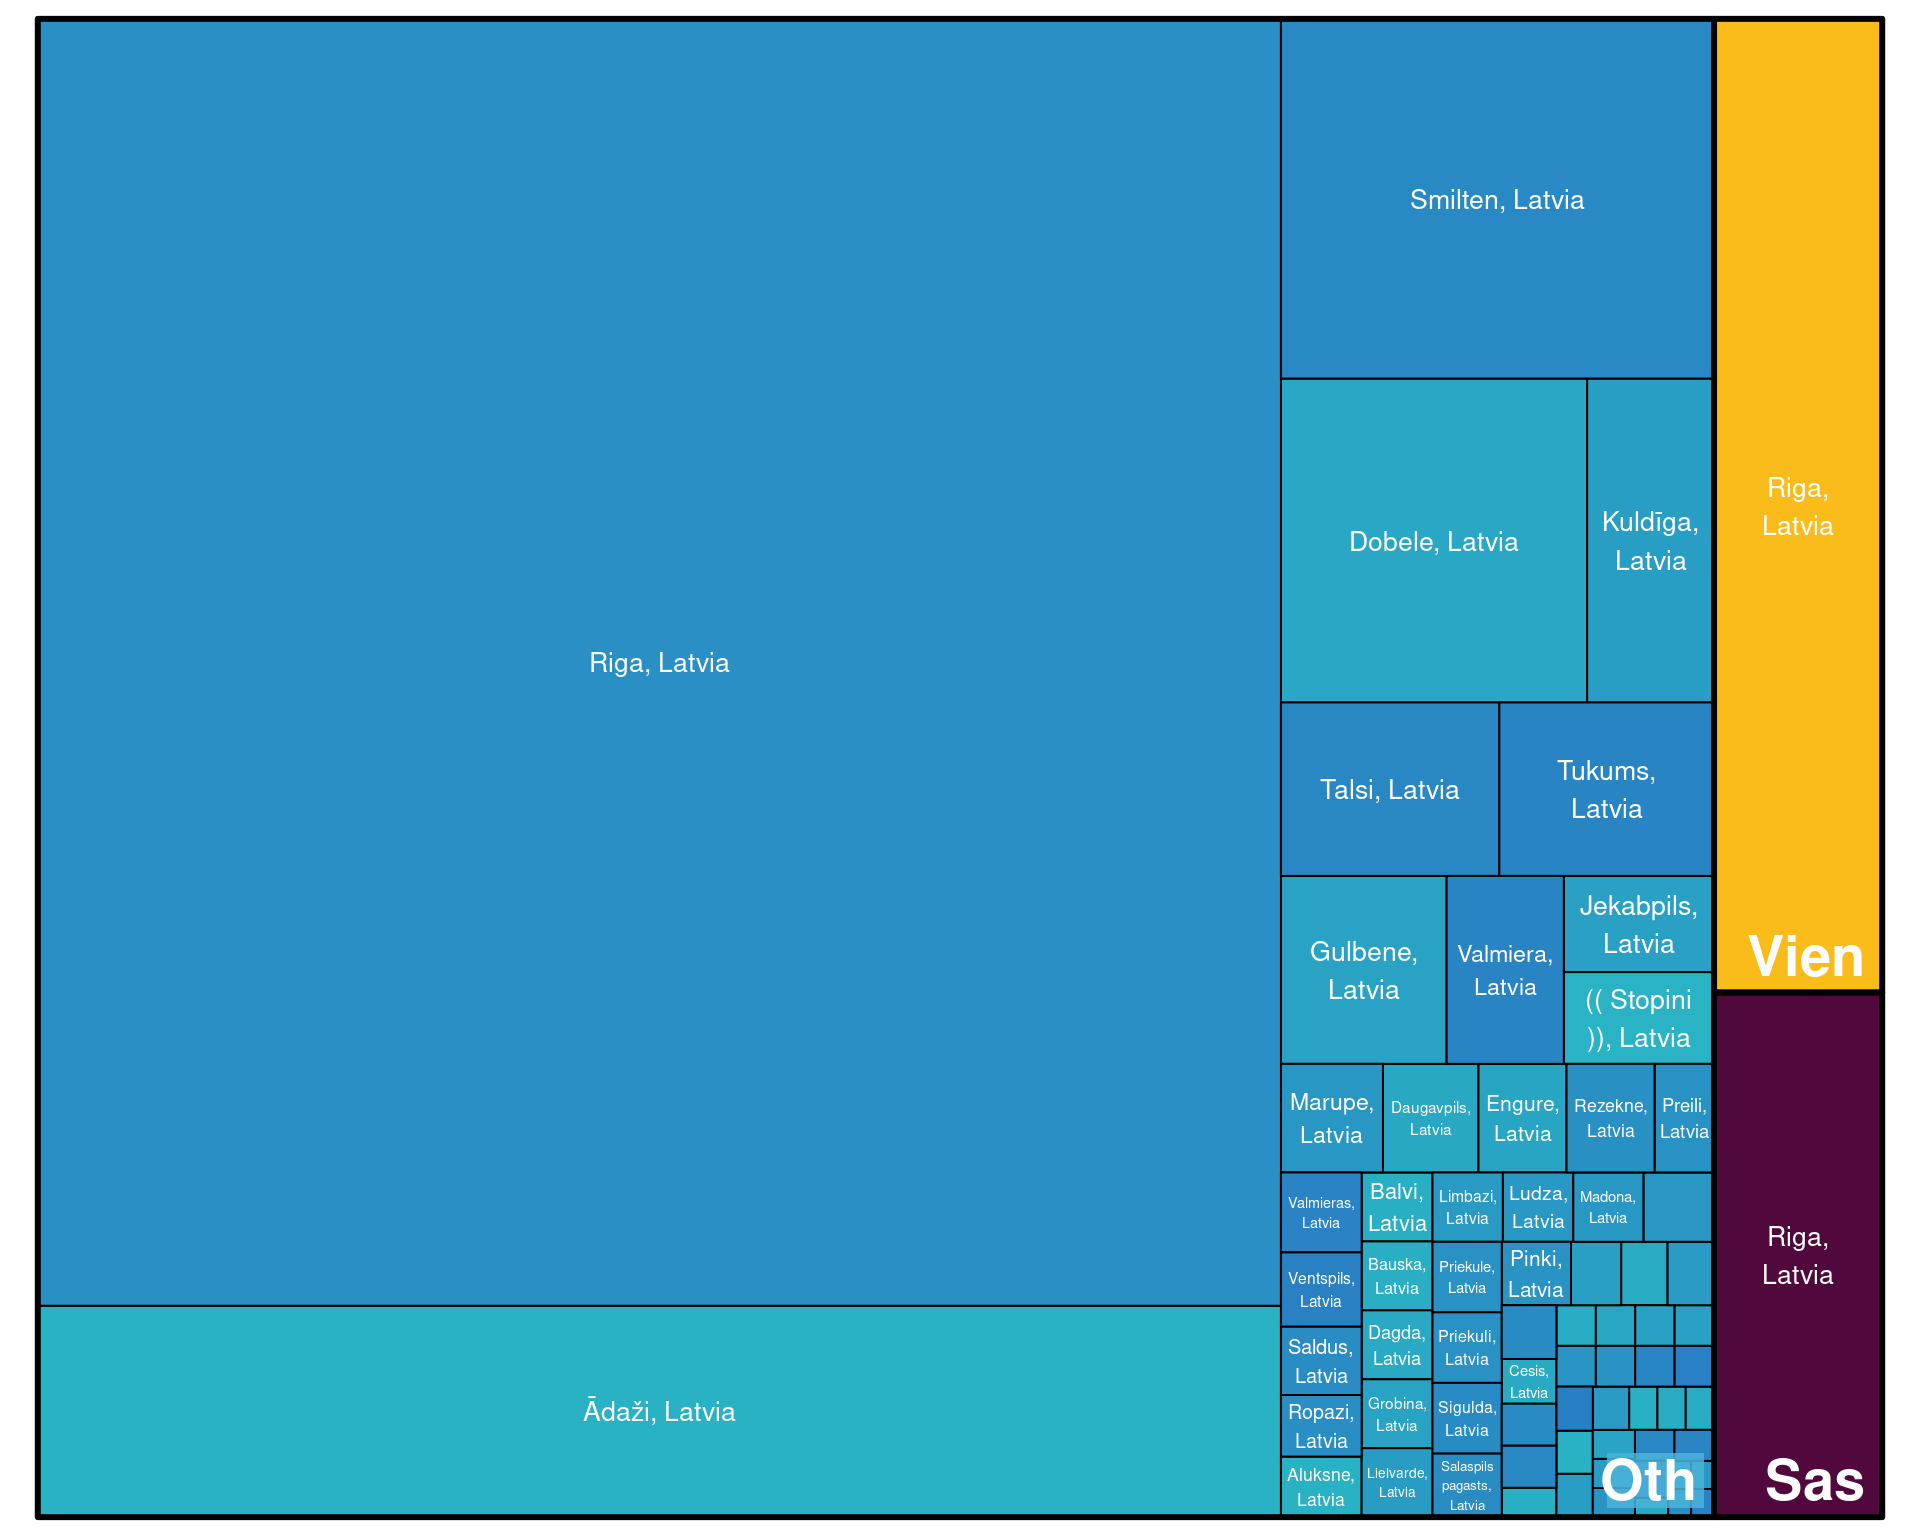 Riga, Latvia
Ādaži, Latvia
Smilten, Latvia
Dobele, Latvia
Kuldīga,
Latvia
Talsi, Latvia
Tukums,
Latvia
Gulbene,
Latvia
Valmiera,
Latvia
Jekabpils,
Latvia
(( Stopini
)), Latvia
Marupe,
Latvia
Daugavpils,
Latvia
Engure,
Latvia
Rezekne,
Latvia
Preili,
Latvia
Valmieras,
Latvia
Balvi,
Latvia
Limbazi,
Latvia
Ludza,
Latvia
Madona,
Latvia
Ventspils,
Latvia
Bauska,
Latvia
Priekule,
Latvia
Pinki,
Latvia
Saldus,
Latvia
Dagda,
Latvia
Priekuli,
Latvia
Cesis,
Latvia
Ropazi,
Latvia
Grobina,
Latvia
Sigulda,
Latvia
Aluksne,
Latvia
Lielvarde,
Latvia
Salaspils
pagasts,
Latvia
Oth
Riga,
Latvia
Vien
Riga,
Latvia
Sas